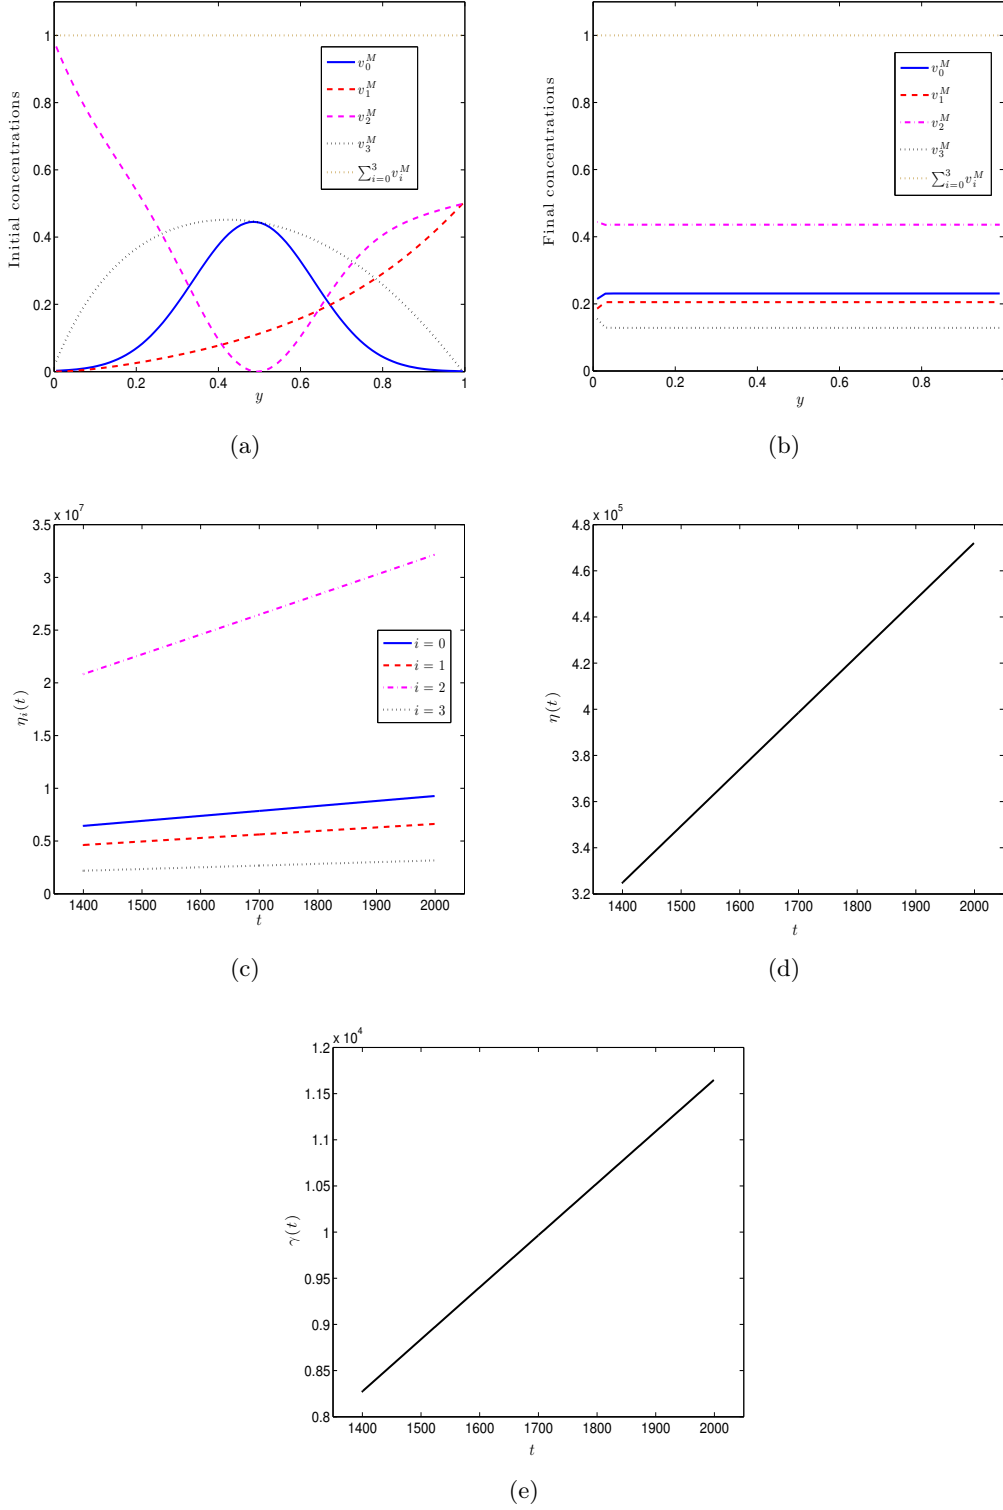 Initial concentrations
1
0.8
0.6
0.4
0.2
0
0
0.2
0.4
0.6
0.8
1
y
v_0^M
v_1^M
v_2^M
v_3^M
∑_{i=0}^3 v_i^M
(a)
Final concentrations
1
0.8
0.6
0.4
0.2
0
0
0.2
0.4
0.6
0.8
1
y
v_0^M
v_1^M
v_2^M
v_3^M
∑_{i=0}^3 v_i^M
(b)
x 10^7
η_i(t)
3.5
3
2.5
2
1.5
1
0.5
0
1400
1500
1600
1700
1800
1900
2000
t
i = 0
i = 1
i = 2
i = 3
(c)
x 10^5
η(t)
4.8
4.6
4.4
4.2
4
3.8
3.6
3.4
3.2
1400
1500
1600
1700
1800
1900
2000
t
(d)
x 10^4
γ(t)
1.2
1.15
1.1
1.05
1
0.95
0.9
0.85
0.8
1400
1500
1600
1700
1800
1900
2000
t
(e)